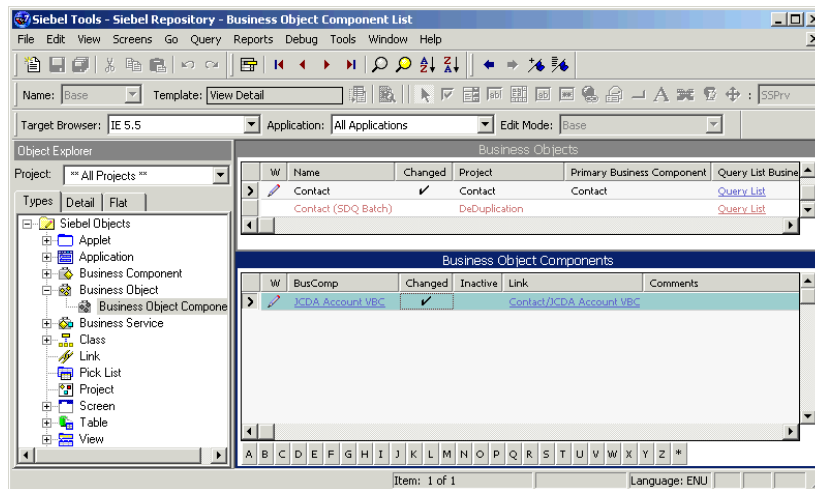 Siebel Tools - Siebel Repository - Business Object Component List
File Edit View Screens Go Query Reports Debug Tools Window Help
Name: Base Template: View Detail SSPrv
Target Browser: IE 5.5 Application: All Applications Edit Mode: Base
Object Explorer
Project: ** All Projects **
Types Detail Flat
Siebel Objects
Applet
Application
Business Component
Business Object
Business Object Compone
Business Service
Class
Link
Pick List
Project
Screen
Table
View
Business Objects
W Name Changed Project Primary Business Component Query List Busine
Contact ✓ Contact Contact Query List
Contact (SDQ Batch) DeDuplication Query List
Business Object Components
W BusComp Changed Inactive Link Comments
JCDA Account VBC ✓ Contact/JCDA Account VBC
A B C D E F G H I J K L M N O P Q R S T U V W X Y Z *
Item: 1 of 1 Language: ENU